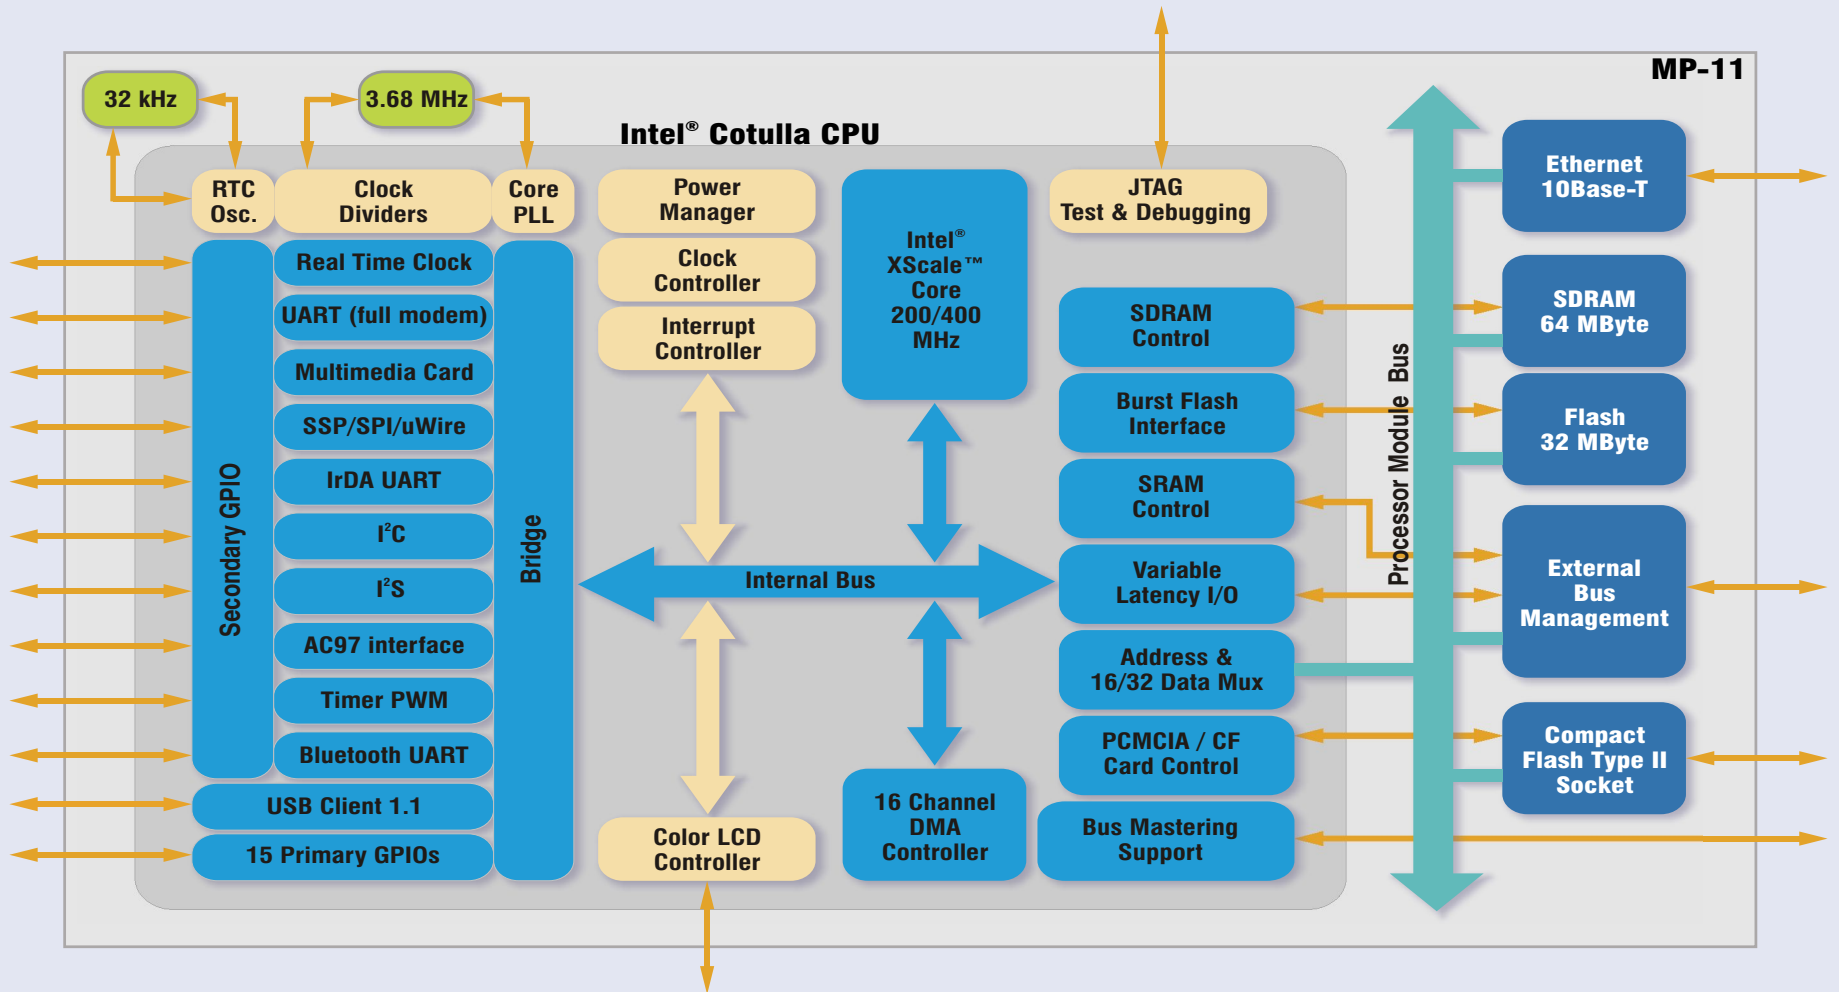 MP-11
32 kHz
3.68 MHz
Intel® Cotulla CPU
RTC
Osc.
Clock
Dividers
Core
PLL
Power
Manager
JTAG
Test & Debugging
Secondary GPIO
Real Time Clock
UART (full modem)
Multimedia Card
SSP/SPI/uWire
IrDA UART
I²C
I²S
AC97 interface
Timer PWM
Bluetooth UART
USB Client 1.1
15 Primary GPIOs
Bridge
Clock
Controller
Interrupt
Controller
Intel®
XScale™
Core
200/400
MHz
Internal Bus
Color LCD
Controller
16 Channel
DMA
Controller
SDRAM
Control
Burst Flash
Interface
SRAM
Control
Variable
Latency I/O
Address &
16/32 Data Mux
PCMCIA / CF
Card Control
Bus Mastering
Support
Processor Module Bus
Ethernet
10Base-T
SDRAM
64 MByte
Flash
32 MByte
External
Bus
Management
Compact
Flash Type II
Socket